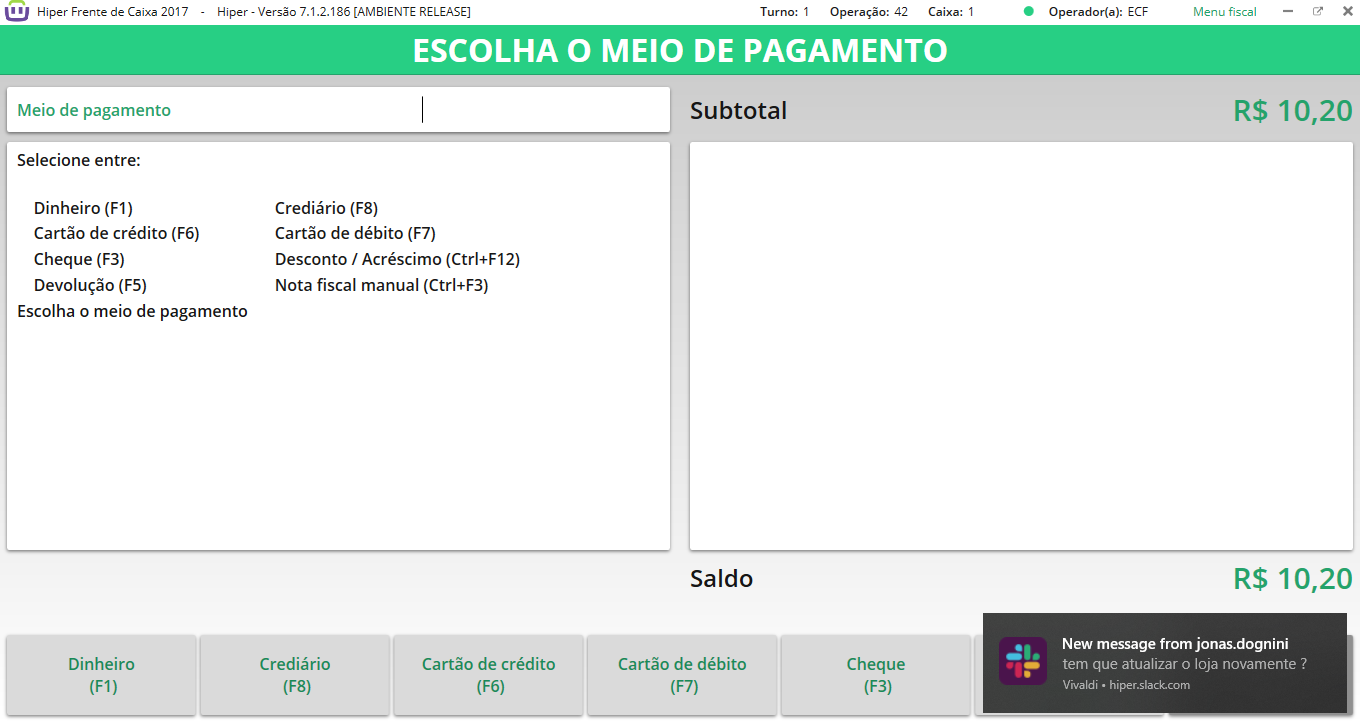 Hiper Frente de Caixa 2017 - Hiper - Versão 7.1.2.186 [AMBIENTE RELEASE] Turno: 1 Operação: 42 Caixa: 1 Operador(a): ECF Menu fiscal
ESCOLHA O MEIO DE PAGAMENTO
Meio de pagamento
Subtotal R$ 10,20
Selecione entre:
Dinheiro (F1) Crediário (F8)
Cartão de crédito (F6) Cartão de débito (F7)
Cheque (F3) Desconto / Acréscimo (Ctrl+F12)
Devolução (F5) Nota fiscal manual (Ctrl+F3)
Escolha o meio de pagamento
Saldo R$ 10,20
Dinheiro
(F1)
Crediário
(F8)
Cartão de crédito
(F6)
Cartão de débito
(F7)
Cheque
(F3)
New message from jonas.dognini
tem que atualizar o loja novamente ?
Vivaldi • hiper.slack.com